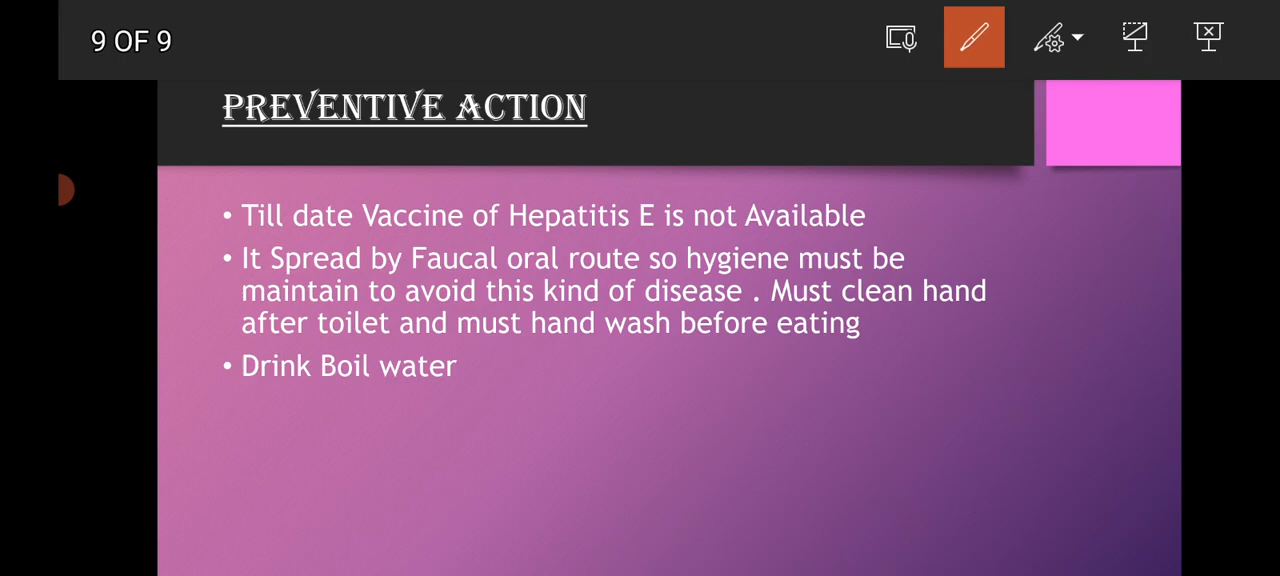 9 OF 9
PREVENTIVE ACTION
• Till date Vaccine of Hepatitis E is not Available
• It Spread by Faucal oral route so hygiene must be
maintain to avoid this kind of disease . Must clean hand
after toilet and must hand wash before eating
• Drink Boil water